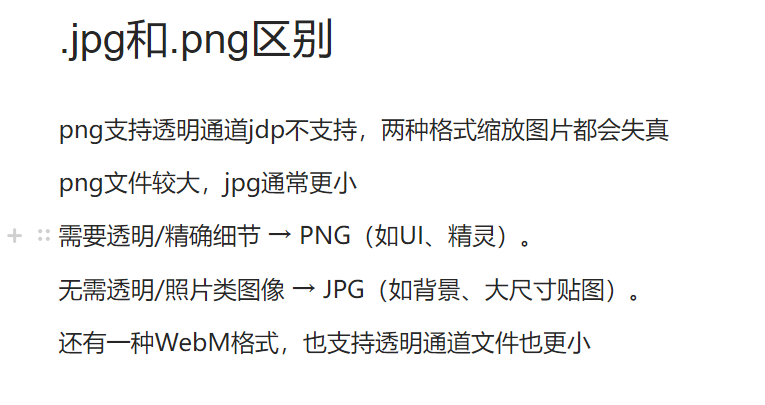 .jpg和.png区别
png支持透明通道jdp不支持，两种格式缩放图片都会失真
png文件较大，jpg通常更小
需要透明/精确细节 → PNG（如UI、精灵）。
无需透明/照片类图像 → JPG（如背景、大尺寸贴图）。
还有一种WebM格式，也支持透明通道文件也更小